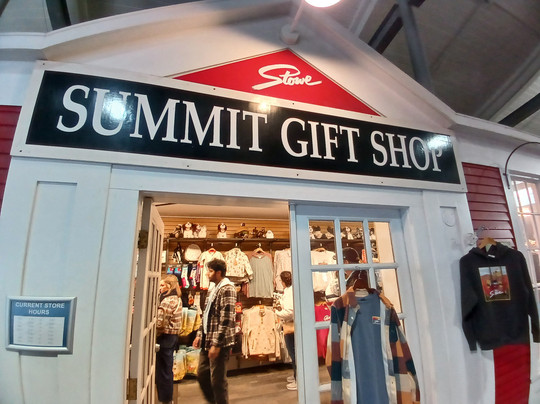 Stowe
SUMMIT GIFT SHOP
CURRENT STORE
HOURS